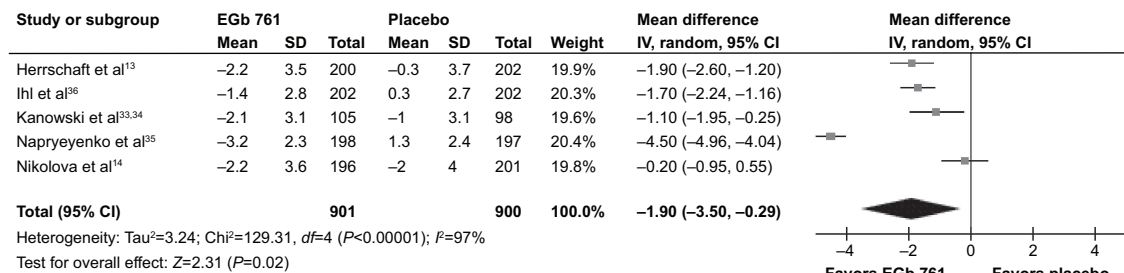 Study or subgroup EGb 761 Placebo Mean difference Mean difference
Mean SD Total Mean SD Total Weight IV, random, 95% CI IV, random, 95% CI
Herrschaft et al¹³ –2.2 3.5 200 –0.3 3.7 202 19.9% –1.90 (–2.60, –1.20)
Ihl et al³⁶ –1.4 2.8 202 0.3 2.7 202 20.3% –1.70 (–2.24, –1.16)
Kanowski et al³³,³⁴ –2.1 3.1 105 –1 3.1 98 19.6% –1.10 (–1.95, –0.25)
Napryeyenko et al³⁵ –3.2 2.3 198 1.3 2.4 197 20.4% –4.50 (–4.96, –4.04)
Nikolova et al¹⁴ –2.2 3.6 196 –2 4 201 19.8% –0.20 (–0.95, 0.55)
Total (95% CI) 901 900 100.0% –1.90 (–3.50, –0.29)
Heterogeneity: Tau²=3.24; Chi²=129.31, df=4 (P<0.00001); I²=97%
Test for overall effect: Z=2.31 (P=0.02)
–4 –2 0 2 4
Favors EGb 761 Favors placebo